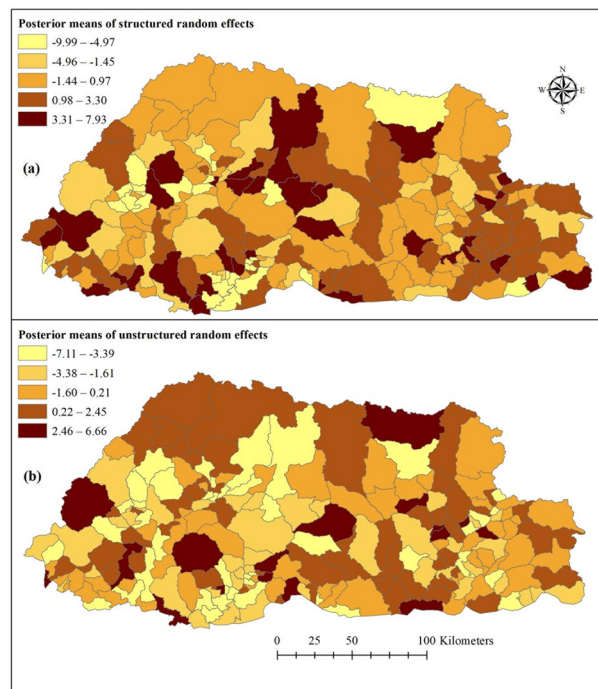 Posterior means of structured random effects
-9.99 – -4.97
-4.96 – -1.45
-1.44 – 0.97
0.98 – 3.30
3.31 – 7.93
N
W E
S
(a)
Posterior means of unstructured random effects
-7.11 – -3.39
-3.38 – -1.61
-1.60 – 0.21
0.22 – 2.45
2.46 – 6.66
(b)
0 25 50 100 Kilometers